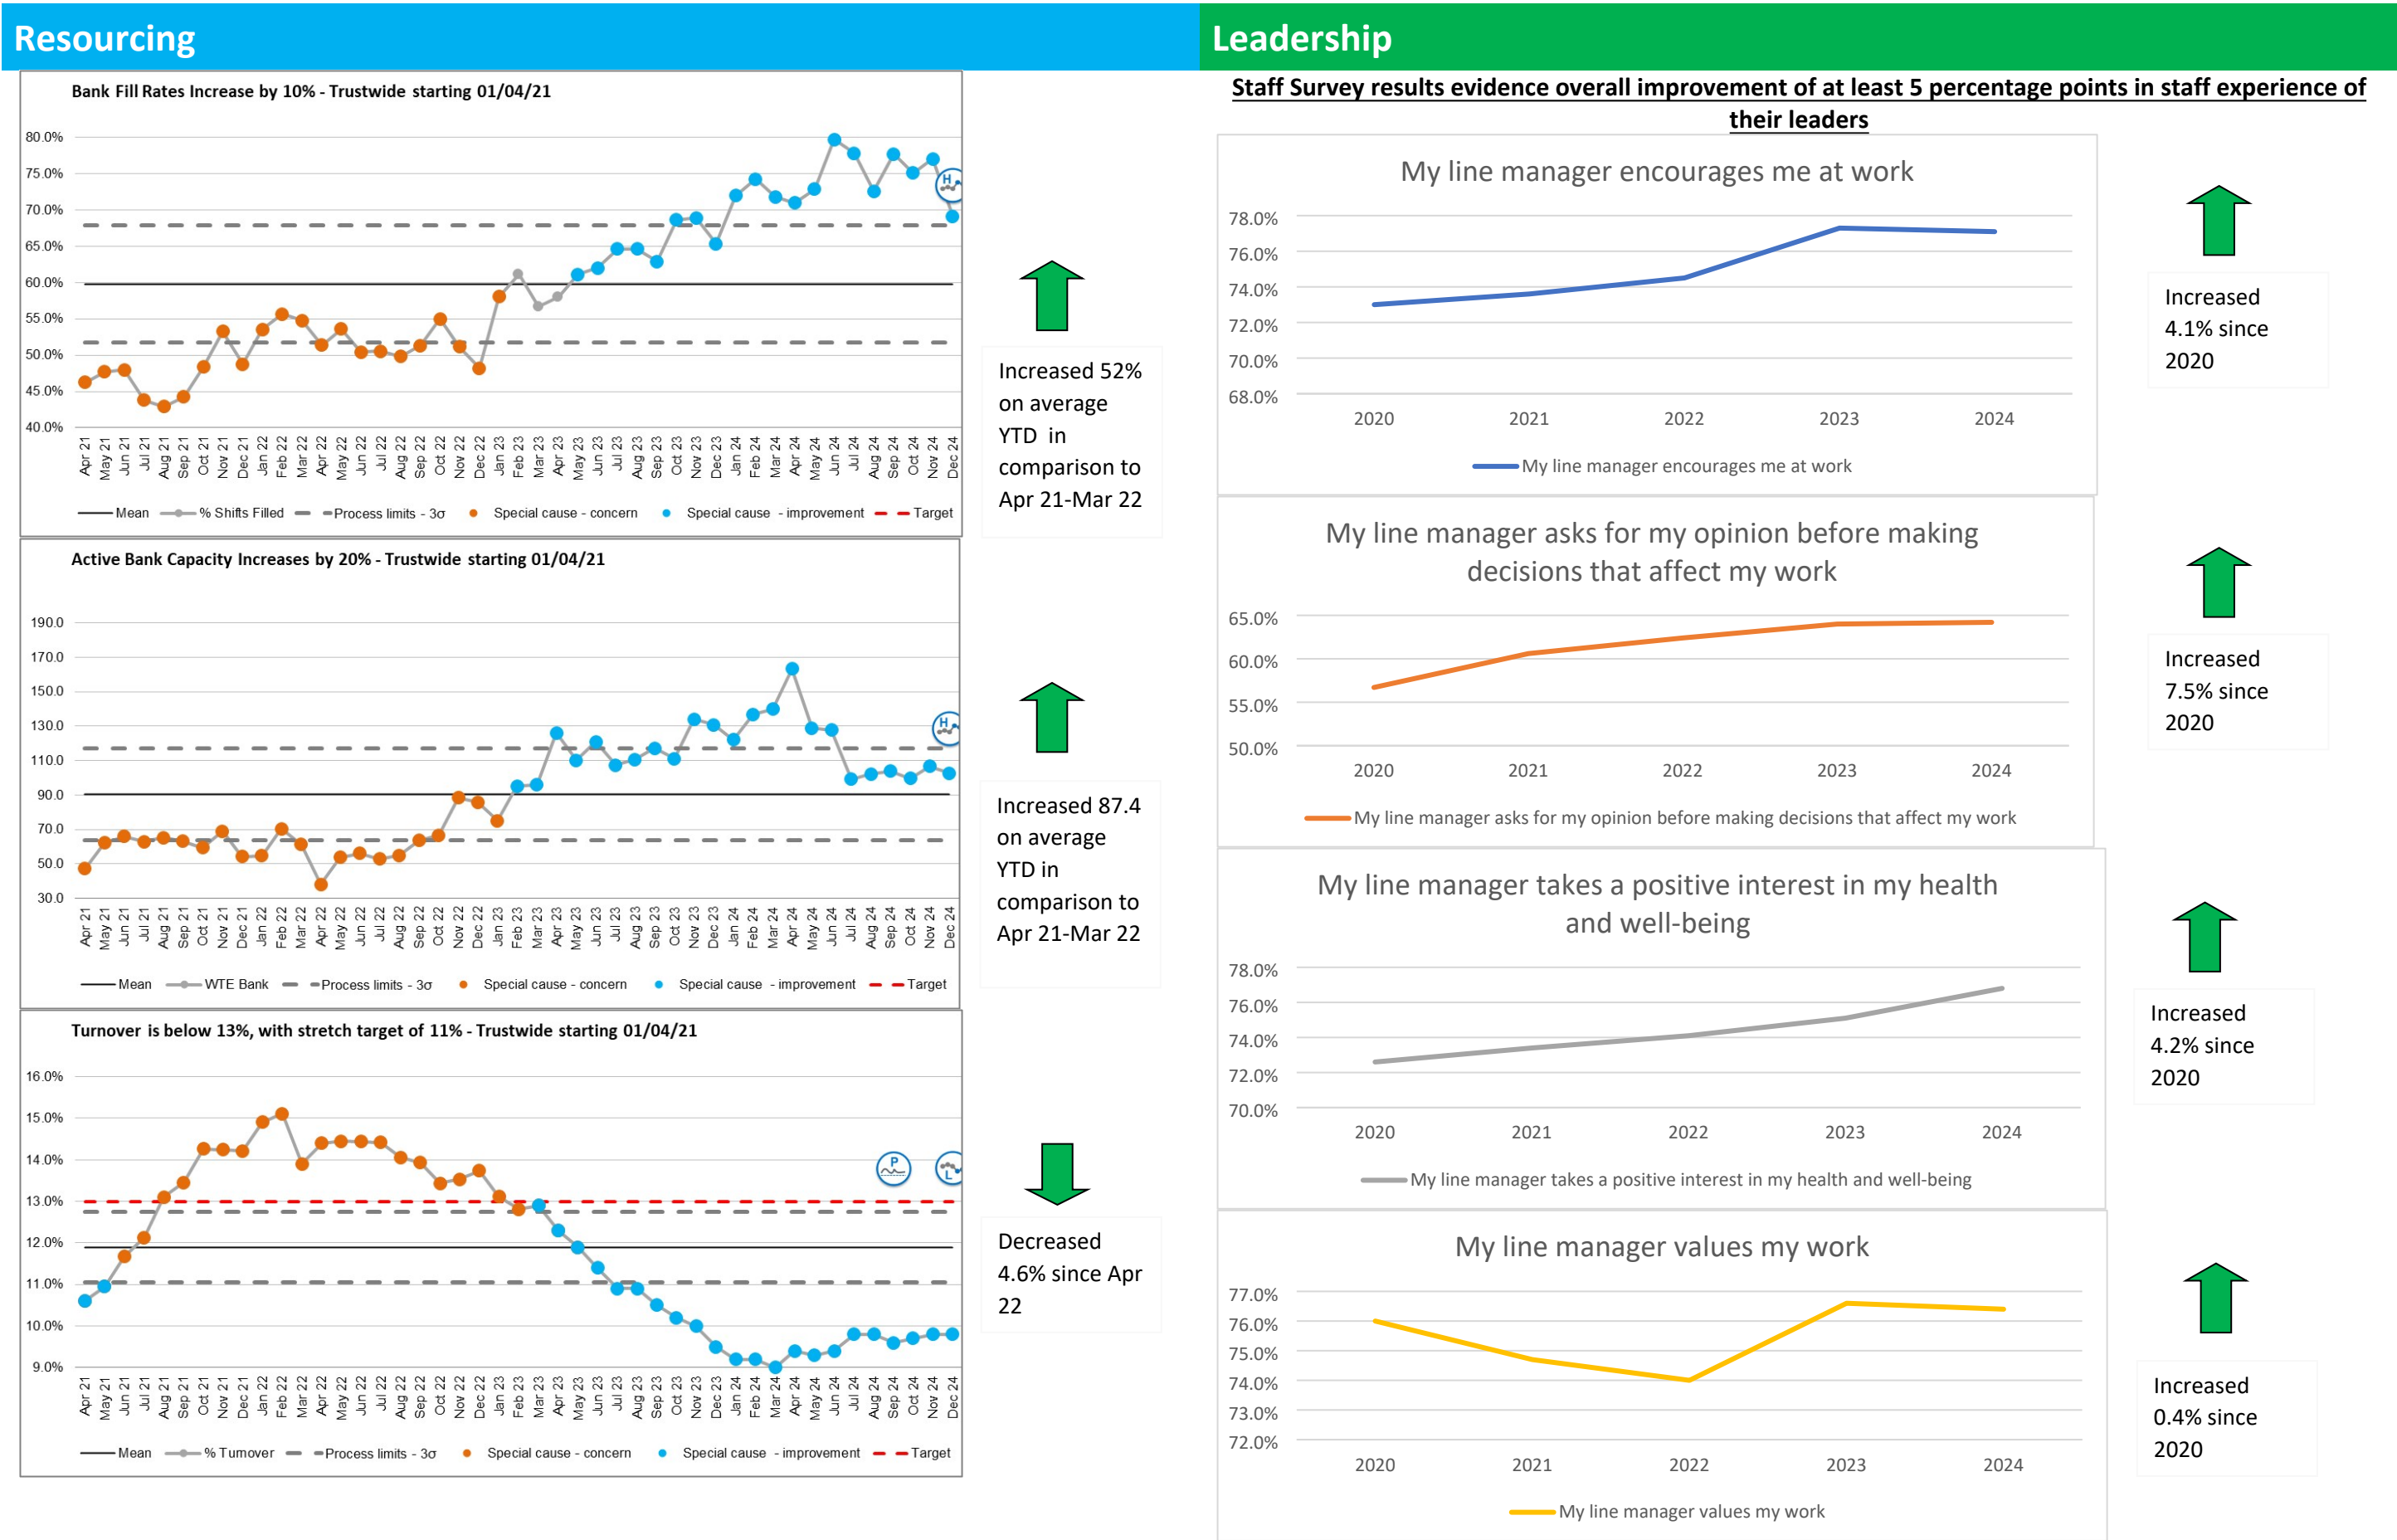 Resourcing
Bank Fill Rates Increase by 10% - Trustwide starting 01/04/21
80.0%
75.0%
70.0%
65.0%
60.0%
55.0%
50.0%
45.0%
40.0%
H
Apr 21 May 21 Jun 21 Jul 21 Aug 21 Sep 21 Oct 21 Nov 21 Dec 21 Jan 22 Feb 22 Mar 22 Apr 22 May 22 Jun 22 Jul 22 Aug 22 Sep 22 Oct 22 Nov 22 Dec 22 Jan 23 Feb 23 Mar 23 Apr 23 May 23 Jun 23 Jul 23 Aug 23 Sep 23 Oct 23 Nov 23 Dec 23 Jan 24 Feb 24 Mar 24 Apr 24 May 24 Jun 24 Jul 24 Aug 24 Sep 24 Oct 24 Nov 24 Dec 24
Mean % Shifts Filled Process limits - 3σ Special cause - concern Special cause - improvement Target
Increased 52%
on average
YTD in
comparison to
Apr 21-Mar 22
Active Bank Capacity Increases by 20% - Trustwide starting 01/04/21
190.0
170.0
150.0
130.0
110.0
90.0
70.0
50.0
30.0
H
Apr 21 May 21 Jun 21 Jul 21 Aug 21 Sep 21 Oct 21 Nov 21 Dec 21 Jan 22 Feb 22 Mar 22 Apr 22 May 22 Jun 22 Jul 22 Aug 22 Sep 22 Oct 22 Nov 22 Dec 22 Jan 23 Feb 23 Mar 23 Apr 23 May 23 Jun 23 Jul 23 Aug 23 Sep 23 Oct 23 Nov 23 Dec 23 Jan 24 Feb 24 Mar 24 Apr 24 May 24 Jun 24 Jul 24 Aug 24 Sep 24 Oct 24 Nov 24 Dec 24
Mean WTE Bank Process limits - 3σ Special cause - concern Special cause - improvement Target
Increased 87.4
on average
YTD in
comparison to
Apr 21-Mar 22
Turnover is below 13%, with stretch target of 11% - Trustwide starting 01/04/21
16.0%
15.0%
14.0%
13.0%
12.0%
11.0%
10.0%
9.0%
P
L
Apr 21 May 21 Jun 21 Jul 21 Aug 21 Sep 21 Oct 21 Nov 21 Dec 21 Jan 22 Feb 22 Mar 22 Apr 22 May 22 Jun 22 Jul 22 Aug 22 Sep 22 Oct 22 Nov 22 Dec 22 Jan 23 Feb 23 Mar 23 Apr 23 May 23 Jun 23 Jul 23 Aug 23 Sep 23 Oct 23 Nov 23 Dec 23 Jan 24 Feb 24 Mar 24 Apr 24 May 24 Jun 24 Jul 24 Aug 24 Sep 24 Oct 24 Nov 24 Dec 24
Mean % Turnover Process limits - 3σ Special cause - concern Special cause - improvement Target
Decreased
4.6% since Apr
22
Leadership
Staff Survey results evidence overall improvement of at least 5 percentage points in staff experience of
their leaders
My line manager encourages me at work
78.0%
76.0%
74.0%
72.0%
70.0%
68.0%
2020 2021 2022 2023 2024
My line manager encourages me at work
Increased
4.1% since
2020
My line manager asks for my opinion before making
decisions that affect my work
65.0%
60.0%
55.0%
50.0%
2020 2021 2022 2023 2024
My line manager asks for my opinion before making decisions that affect my work
Increased
7.5% since
2020
My line manager takes a positive interest in my health
and well-being
78.0%
76.0%
74.0%
72.0%
70.0%
2020 2021 2022 2023 2024
My line manager takes a positive interest in my health and well-being
Increased
4.2% since
2020
My line manager values my work
77.0%
76.0%
75.0%
74.0%
73.0%
72.0%
2020 2021 2022 2023 2024
My line manager values my work
Increased
0.4% since
2020